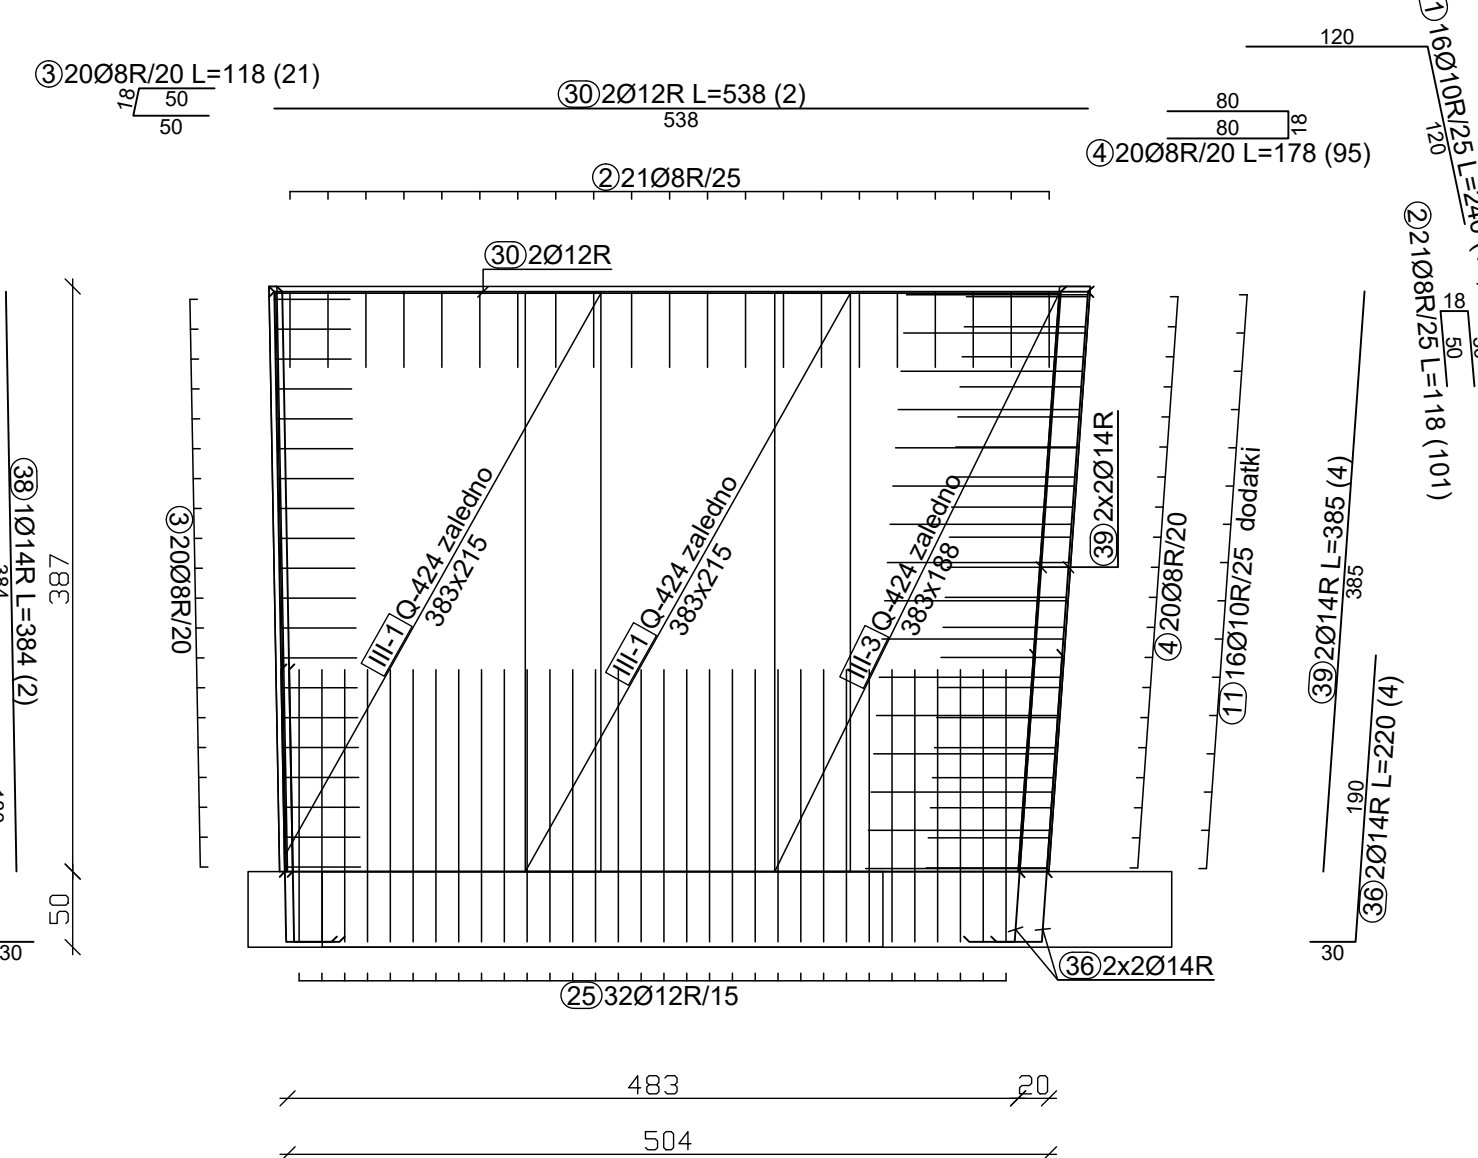 ③20Ø8R/20 L=118 (21)
18
50
50
㉚2Ø12R L=538 (2)
538
80
80
18
④20Ø8R/20 L=178 (95)
120
120
②21Ø8R/25
㉚2Ø12R
②21Ø8R/25 L=118 (101)
18
50
㊳1Ø14R L=384 (2)
387
50
30
③20Ø8R/20
III-1 Q-424 zaledno
383x215
III-1 Q-424 zaledno
383x215
III-3 Q-424 zaledno
383x188
㊴2x2Ø14R
④20Ø8R/20
⑪16Ø10R/25 dodatki
㊴2Ø14R L=385 (4)
385
㊱2Ø14R L=220 (4)
190
30
㊱2x2Ø14R
㉕32Ø12R/15
483
20
504